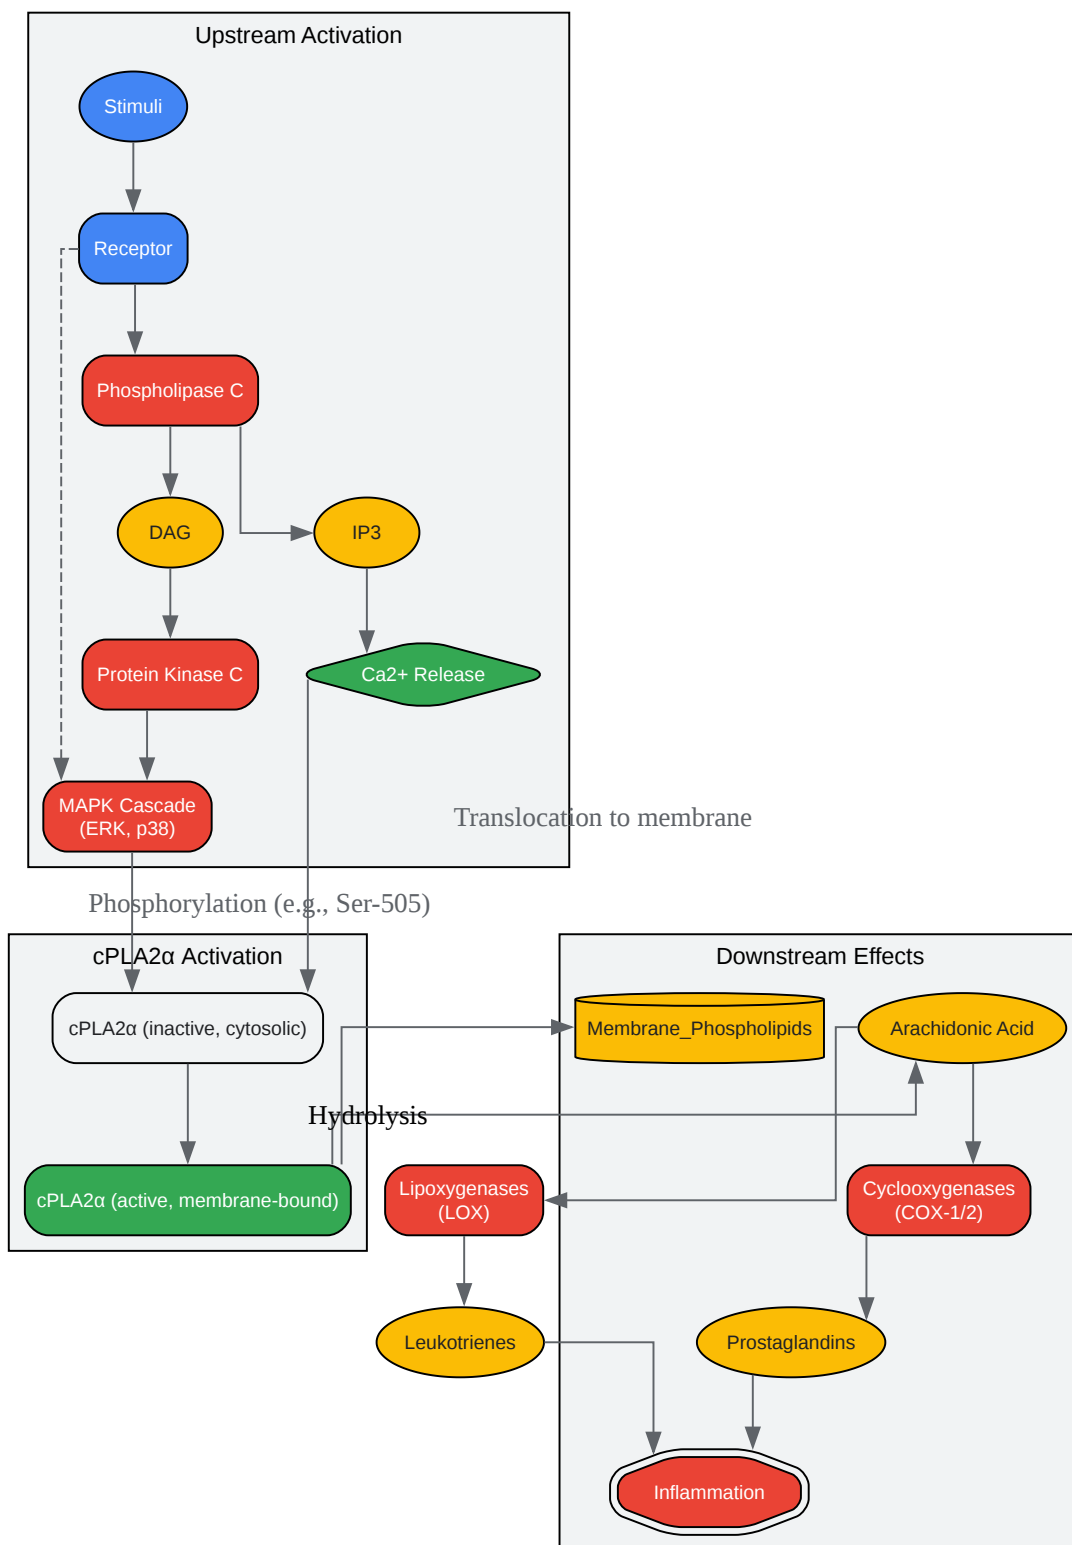 Upstream Activation
Stimuli
Receptor
Phospholipase C
DAG
IP3
Protein Kinase C
Ca2+ Release
MAPK Cascade
(ERK, p38)
Translocation to membrane
Phosphorylation (e.g., Ser-505)
cPLA2α Activation
cPLA2α (inactive, cytosolic)
Hydrolysis
cPLA2α (active, membrane-bound)
Downstream Effects
Membrane_Phospholipids
Arachidonic Acid
Lipoxygenases
(LOX)
Cyclooxygenases
(COX-1/2)
Leukotrienes
Prostaglandins
Inflammation